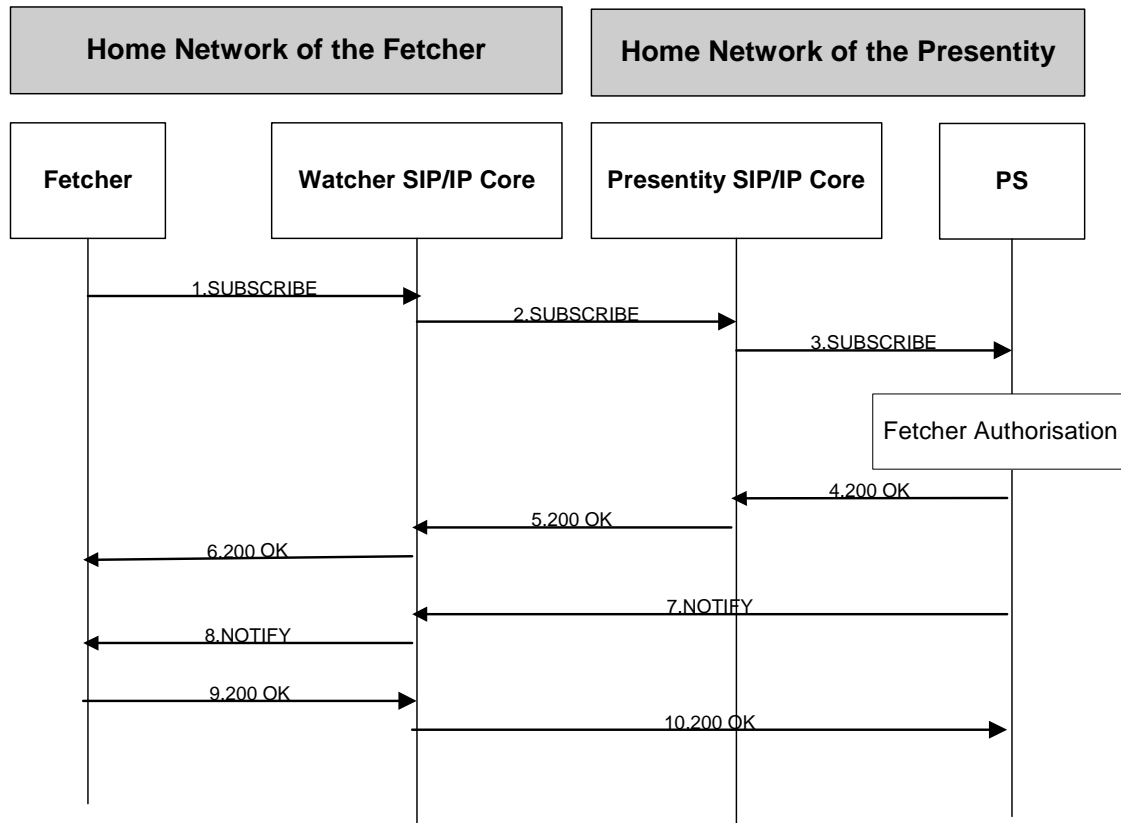 Home Network of the Fetcher
Home Network of the Presentity
Fetcher
Watcher SIP/IP Core
Presentity SIP/IP Core
PS
1.SUBSCRIBE
2.SUBSCRIBE
3.SUBSCRIBE
Fetcher Authorisation
4.200 OK
5.200 OK
6.200 OK
7.NOTIFY
8.NOTIFY
9.200 OK
10.200 OK